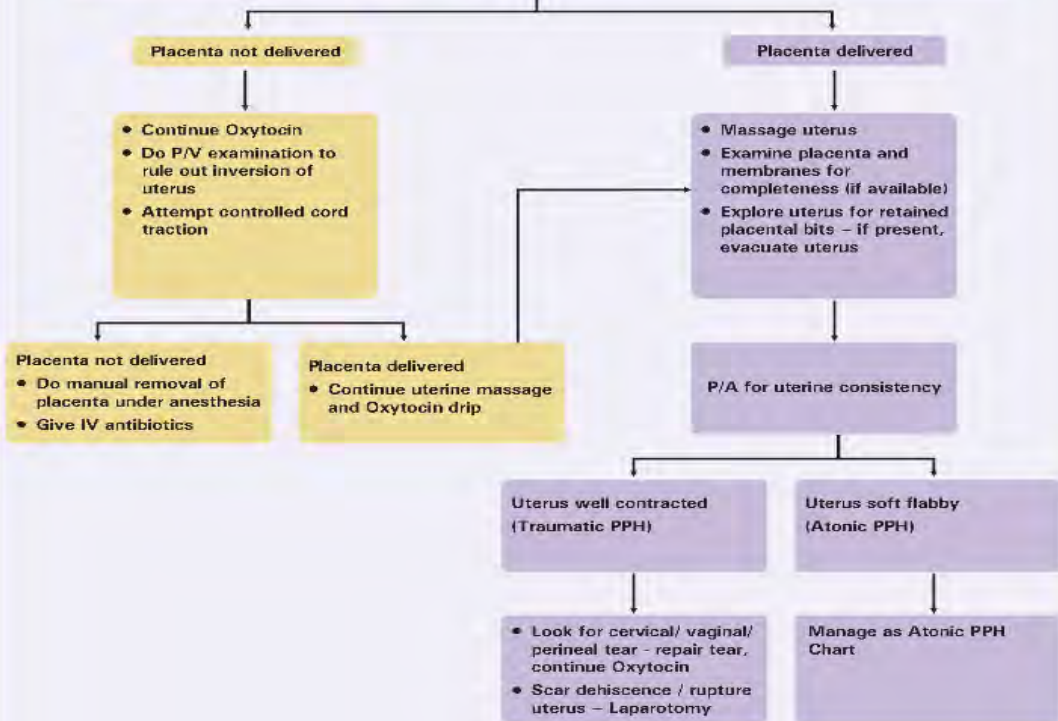 Placenta not delivered
Placenta delivered
• Continue Oxytocin
• Do P/V examination to
rule out inversion of
uterus
• Attempt controlled cord
traction
• Massage uterus
• Examine placenta and
membranes for
completeness (if available)
• Explore uterus for retained
placental bits – if present,
evacuate uterus
Placenta not delivered
• Do manual removal of
placenta under anesthesia
• Give IV antibiotics
Placenta delivered
• Continue uterine massage
and Oxytocin drip
P/A for uterine consistency
Uterus well contracted
(Traumatic PPH)
Uterus soft flabby
(Atonic PPH)
• Look for cervical/ vaginal/
perineal tear - repair tear,
continue Oxytocin
• Scar dehiscence / rupture
uterus – Laparotomy
Manage as Atonic PPH
Chart